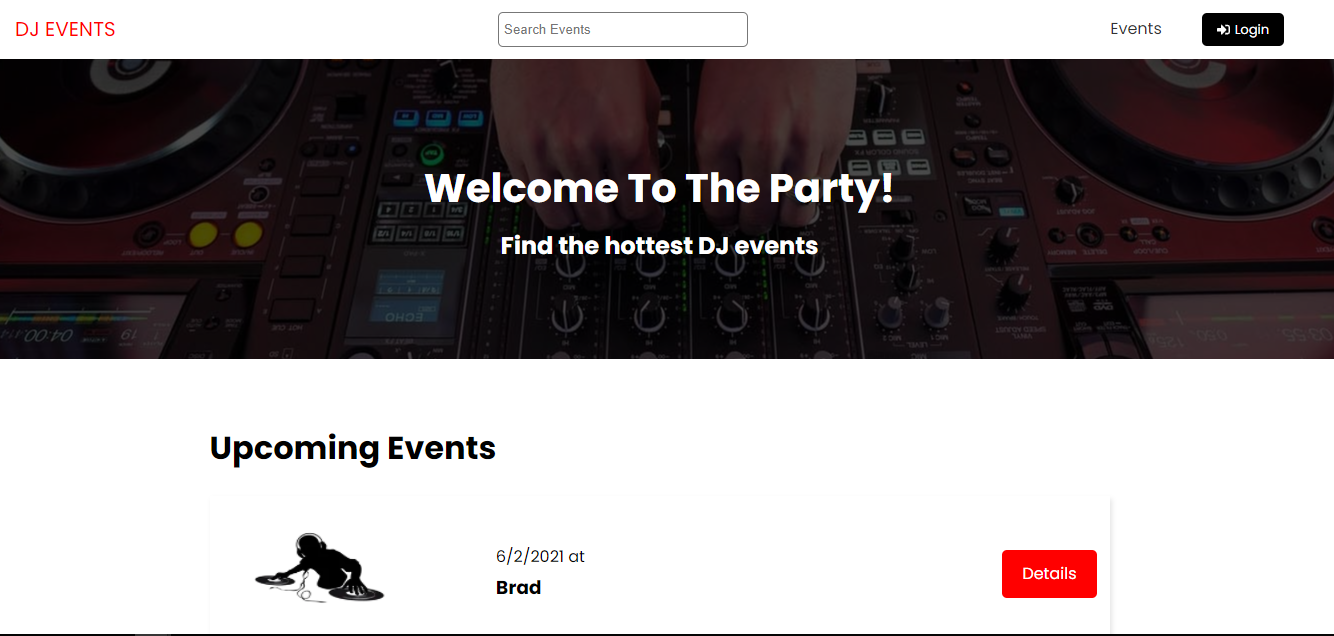 DJ EVENTS
Search Events
Events
Login
Welcome To The Party!
Find the hottest DJ events
ECHO
Upcoming Events
6/2/2021 at
Brad
Details